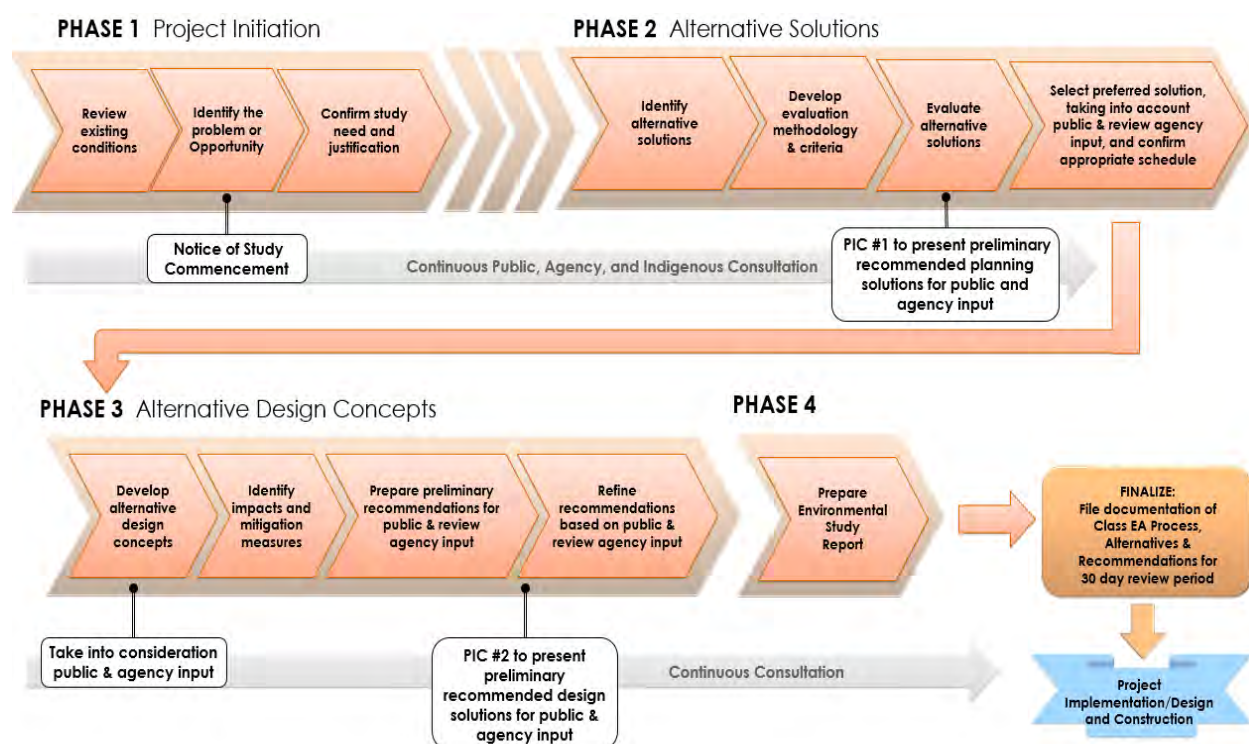 PHASE 1 Project Initiation
Review
existing
conditions
Identify the
problem or
Opportunity
Confirm study
need and
justification
Notice of Study
Commencement
PHASE 2 Alternative Solutions
Identify
alternative
solutions
Develop
evaluation
methodology
& criteria
Evaluate
alternative
solutions
Select preferred solution,
taking into account
public & review agency
input, and confirm
appropriate schedule
Continuous Public, Agency, and Indigenous Consultation
PIC #1 to present preliminary
recommended planning
solutions for public and
agency input
PHASE 3 Alternative Design Concepts
Develop
alternative
design
concepts
Identify
impacts and
mitigation
measures
Prepare preliminary
recommendations for
public & review
agency input
Refine
recommendations
based on public &
review agency input
Take into consideration
public & agency input
PIC #2 to present
preliminary
recommended design
solutions for public &
agency input
Continuous Consultation
PHASE 4
Prepare
Environmental
Study
Report
FINALIZE:
File documentation of
Class EA Process,
Alternatives &
Recommendations for
30 day review period
Project
Implementation/Design
and Construction